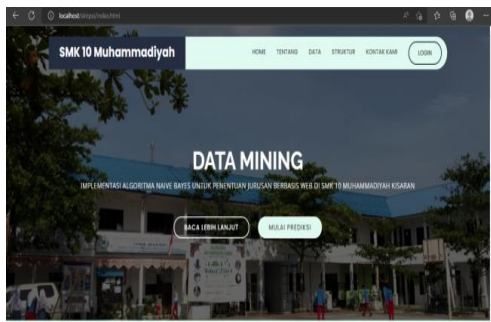 localhost/skripsi/index.html
SMK 10 Muhammadiyah
HOME TENTANG DATA STRUKTUR KONTAK KAMI LOGIN
DATA MINING
IMPLEMENTASI ALGORITMA NAIVE BAYES UNTUK PENENTUAN JURUSAN BERBASIS WEB DI SMK 10 MUHAMMADIYAH KISARAN
BACA LEBIH LANJUT MULAI PREDIKSI